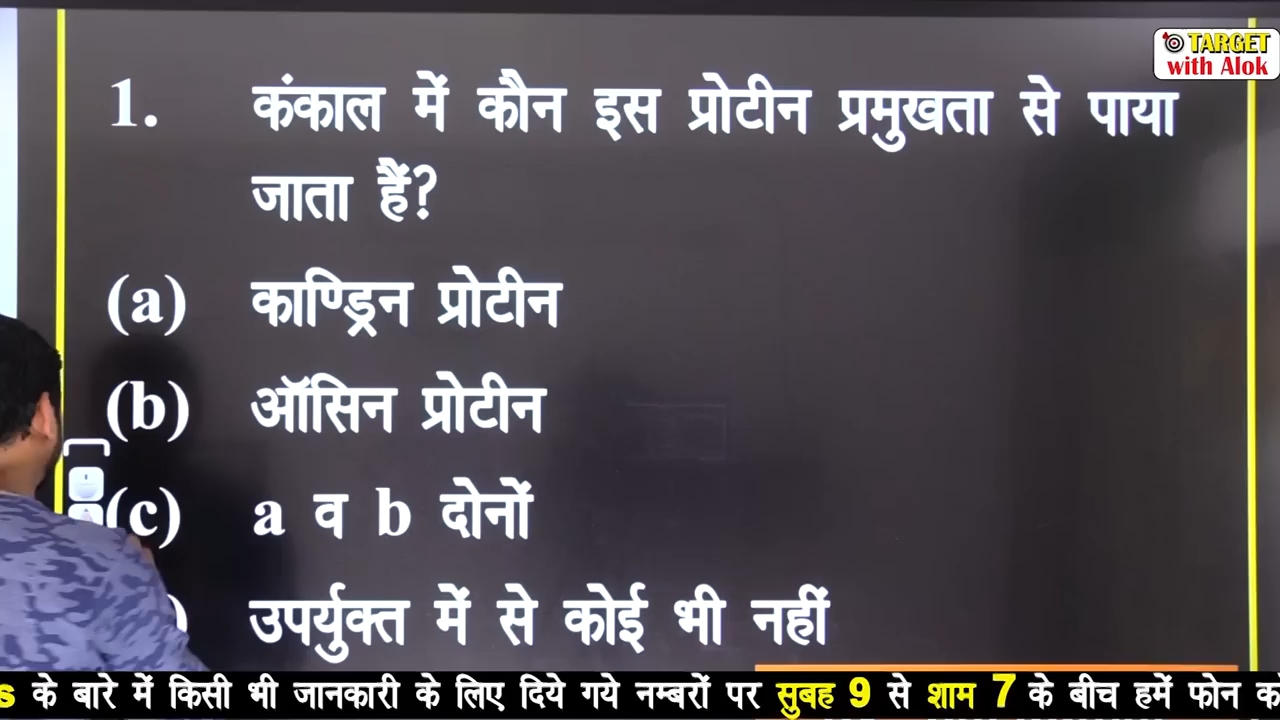 TARGET
with Alok
1. कंकाल में कौन इस प्रोटीन प्रमुखता से पाया
जाता हैं?
(a) काण्ड्रिन प्रोटीन
(b) ऑसिन प्रोटीन
(c) a व b दोनों
) उपर्युक्त में से कोई भी नहीं
s के बारे में किसी भी जानकारी के लिए दिये गये नम्बरों पर सुबह 9 से शाम 7 के बीच हमें फोन क